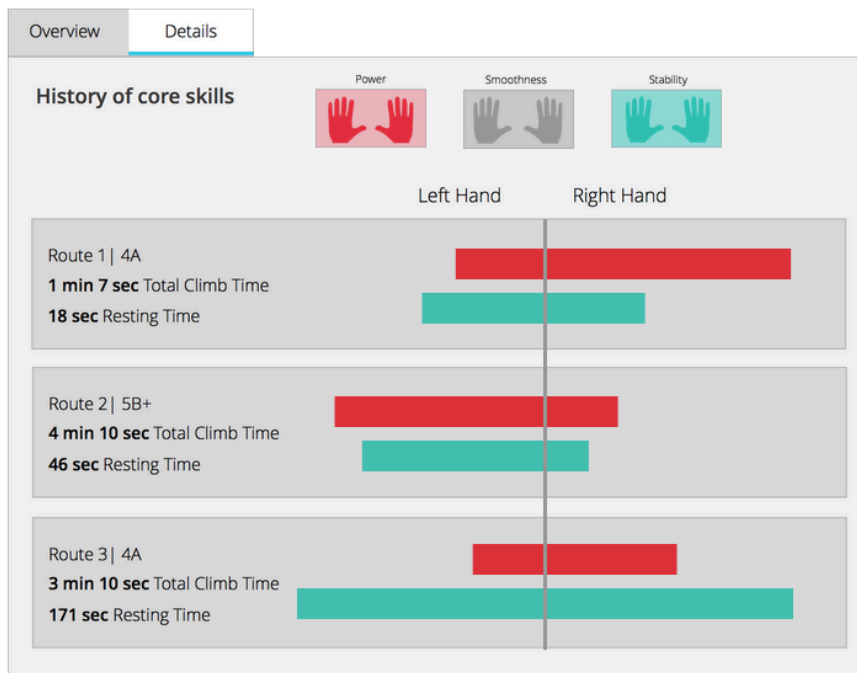 Overview
Details
History of core skills
Power
Smoothness
Stability
Left Hand
Right Hand
Route 1| 4A
1 min 7 sec Total Climb Time
18 sec Resting Time
Route 2| 5B+
4 min 10 sec Total Climb Time
46 sec Resting Time
Route 3| 4A
3 min 10 sec Total Climb Time
171 sec Resting Time